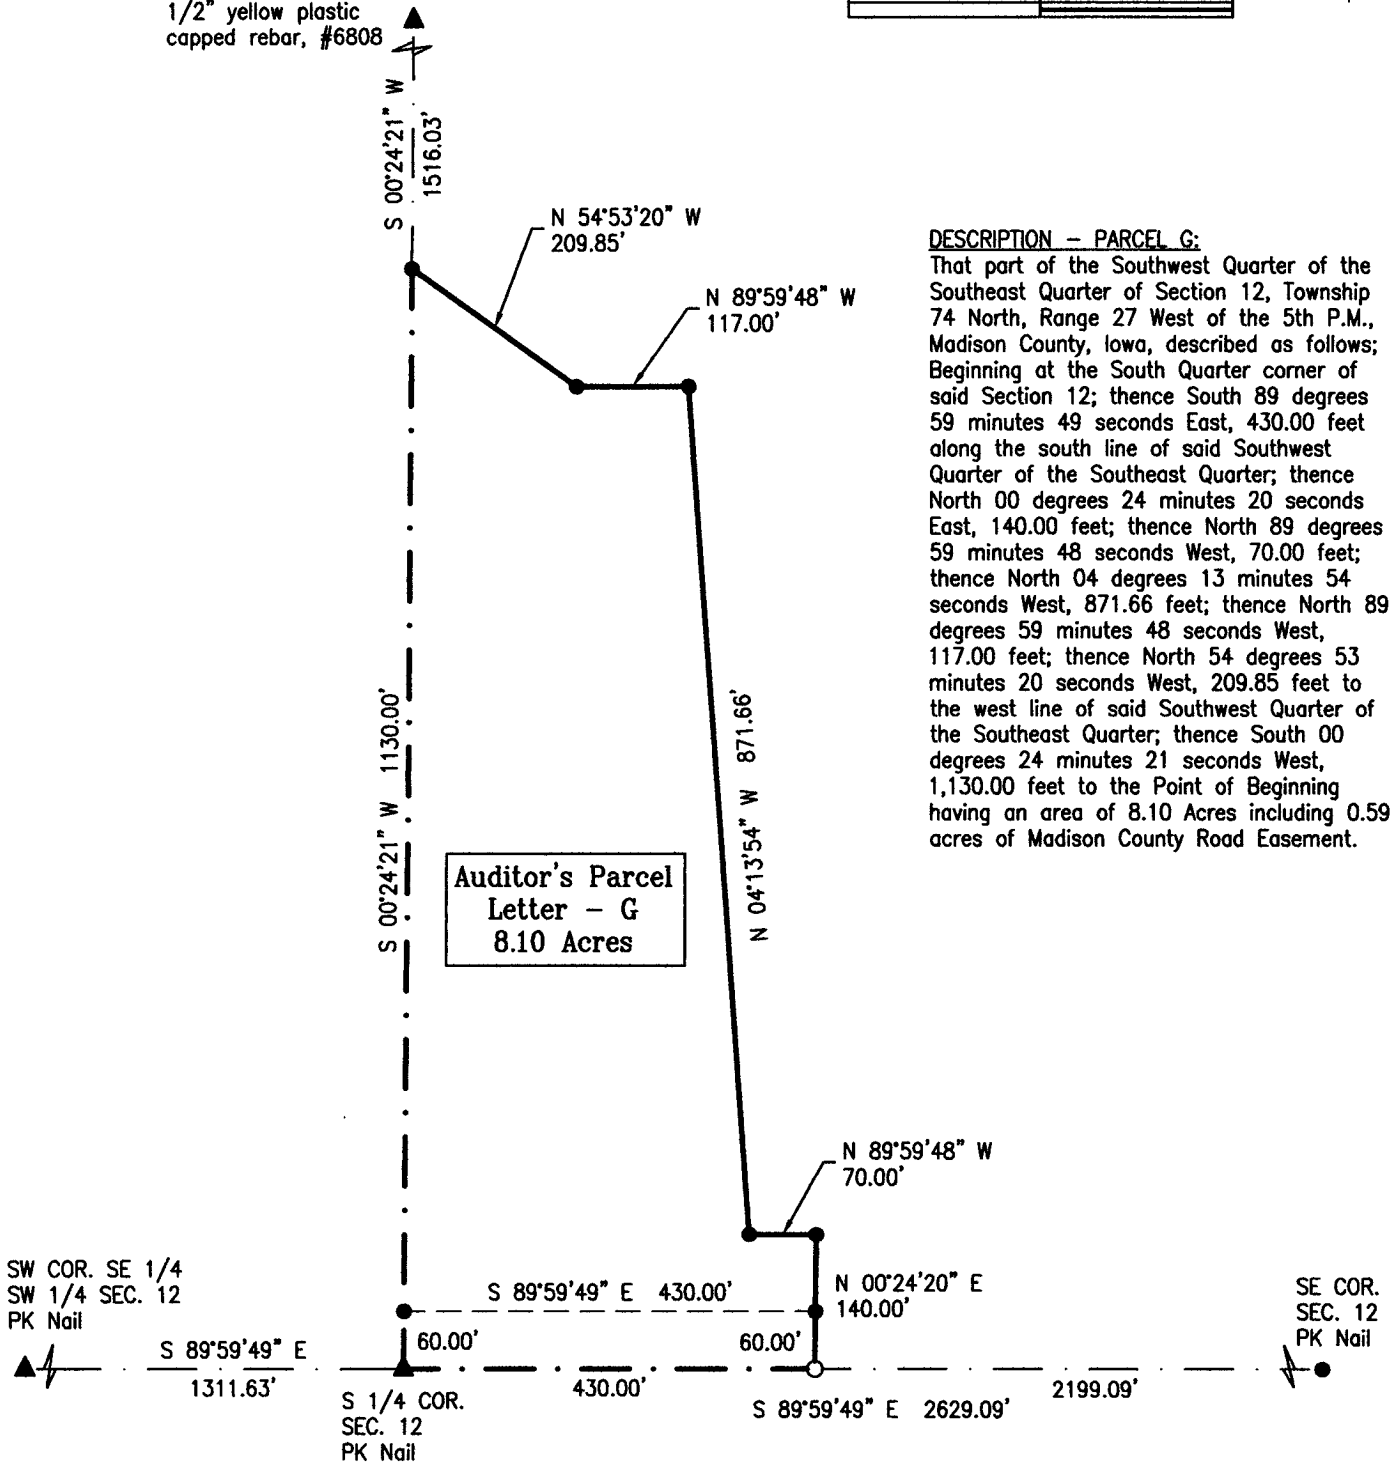 1/2" yellow plastic
capped rebar, #6808
S 00°24'21" W
1516.03'
N 54°53'20" W
209.85'
N 89°59'48" W
117.00'
DESCRIPTION - PARCEL G:
That part of the Southwest Quarter of the
Southeast Quarter of Section 12, Township
74 North, Range 27 West of the 5th P.M.,
Madison County, Iowa, described as follows;
Beginning at the South Quarter corner of
said Section 12; thence South 89 degrees
59 minutes 49 seconds East, 430.00 feet
along the south line of said Southwest
Quarter of the Southeast Quarter; thence
North 00 degrees 24 minutes 20 seconds
East, 140.00 feet; thence North 89 degrees
59 minutes 48 seconds West, 70.00 feet;
thence North 04 degrees 13 minutes 54
seconds West, 871.66 feet; thence North 89
degrees 59 minutes 48 seconds West,
117.00 feet; thence North 54 degrees 53
minutes 20 seconds West, 209.85 feet to
the west line of said Southwest Quarter of
the Southeast Quarter; thence South 00
degrees 24 minutes 21 seconds West,
1,130.00 feet to the Point of Beginning
having an area of 8.10 Acres including 0.59
acres of Madison County Road Easement.
S 00°24'21" W 1130.00'
N 04°13'54" W 871.66'
Auditor's Parcel
Letter - G
8.10 Acres
N 89°59'48" W
70.00'
SW COR. SE 1/4
SW 1/4 SEC. 12
PK Nail
S 89°59'49" E 430.00'
N 00°24'20" E
140.00'
SE COR.
SEC. 12
PK Nail
60.00'
60.00'
S 89°59'49" E
1311.63'
430.00'
2199.09'
S 89°59'49" E 2629.09'
S 1/4 COR.
SEC. 12
PK Nail